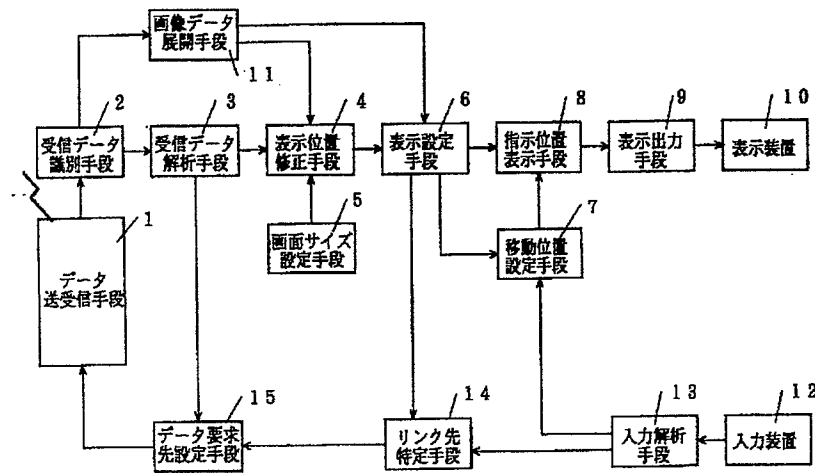 画像データ
展開手段
11
2
3
4
6
8
9
10
受信データ
識別手段
受信データ
解析手段
表示位置
修正手段
表示設定
手段
指示位置
表示手段
表示出力
手段
表示装置
1
5
7
画面サイズ
設定手段
移動位置
設定手段
データ
送受信手段
15
14
13
12
データ要求
先設定手段
リンク先
特定手段
入力解析
手段
入力装置